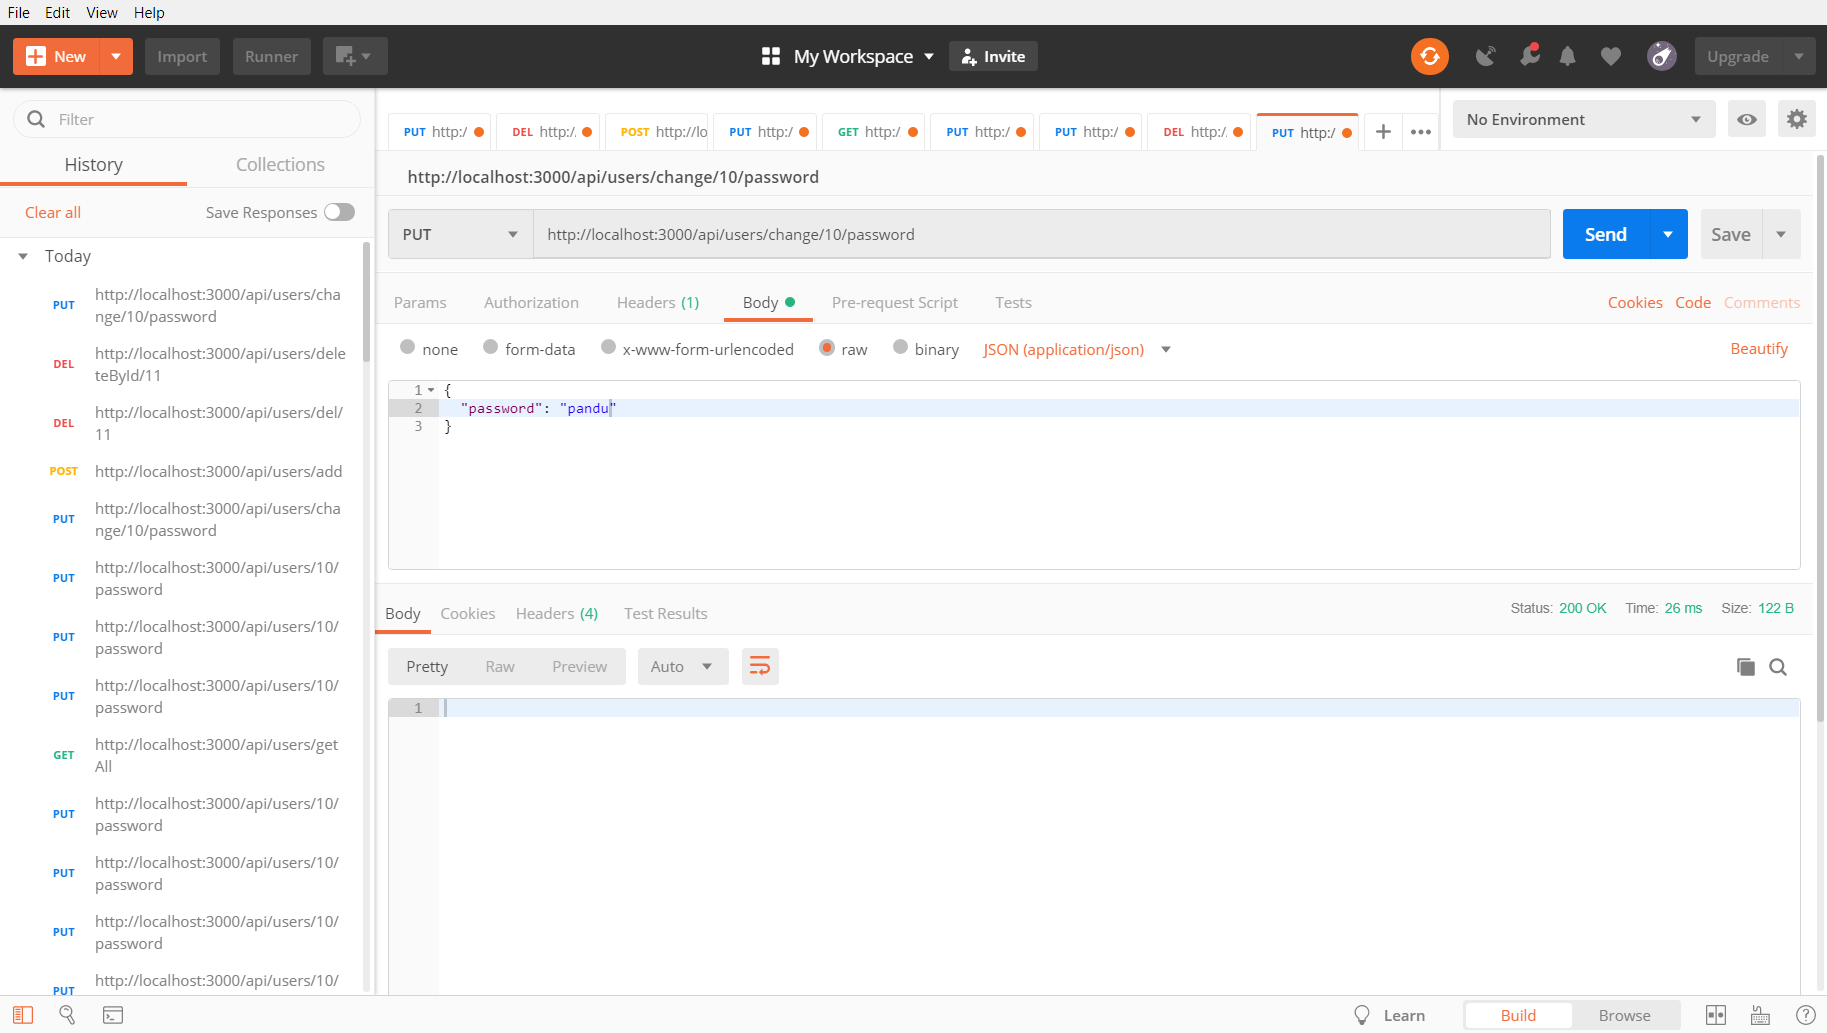 File Edit View Help
New Import Runner My Workspace Invite Upgrade
Filter
History Collections
Clear all Save Responses
Today
PUT http://localhost:3000/api/users/cha
nge/10/password
DEL http://localhost:3000/api/users/dele
teById/11
DEL http://localhost:3000/api/users/del/
11
POST http://localhost:3000/api/users/add
PUT http://localhost:3000/api/users/cha
nge/10/password
PUT http://localhost:3000/api/users/10/
password
PUT http://localhost:3000/api/users/10/
password
PUT http://localhost:3000/api/users/10/
password
GET http://localhost:3000/api/users/get
All
PUT http://localhost:3000/api/users/10/
password
PUT http://localhost:3000/api/users/10/
password
PUT http://localhost:3000/api/users/10/
password
PUT http://localhost:3000/api/users/10/
PUT http:/ DEL http:/. POST http://lo PUT http:/ GET http:/ PUT http:/ PUT http:/ DEL http:/. PUT http:/ No Environment
http://localhost:3000/api/users/change/10/password
PUT http://localhost:3000/api/users/change/10/password Send Save
Params Authorization Headers (1) Body Pre-request Script Tests Cookies Code Comments
none form-data x-www-form-urlencoded raw binary JSON (application/json) Beautify
1 {
2 "password": "pandu"
3 }
Body Cookies Headers (4) Test Results Status: 200 OK Time: 26 ms Size: 122 B
Pretty Raw Preview Auto
1
Learn Build Browse